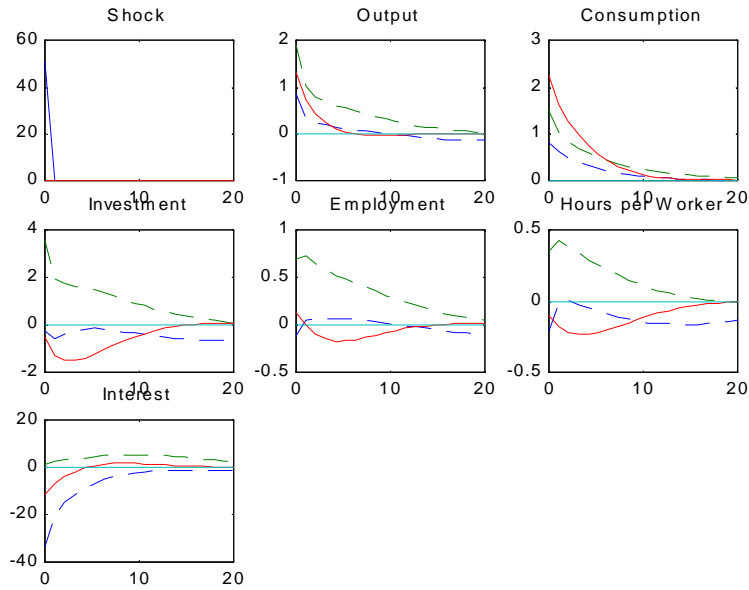 Shock Output Consumption
60 2 3
40 1 2
20 0 1
0 -1 0
0 10 20 0 10 20 0 10 20
Investment Employment Hours per Worker
4 1 0.5
2 0.5
0 0 0
-2 -0.5 -0.5
0 10 20 0 10 20 0 10 20
Interest
20
0
-20
-40
0 10 20